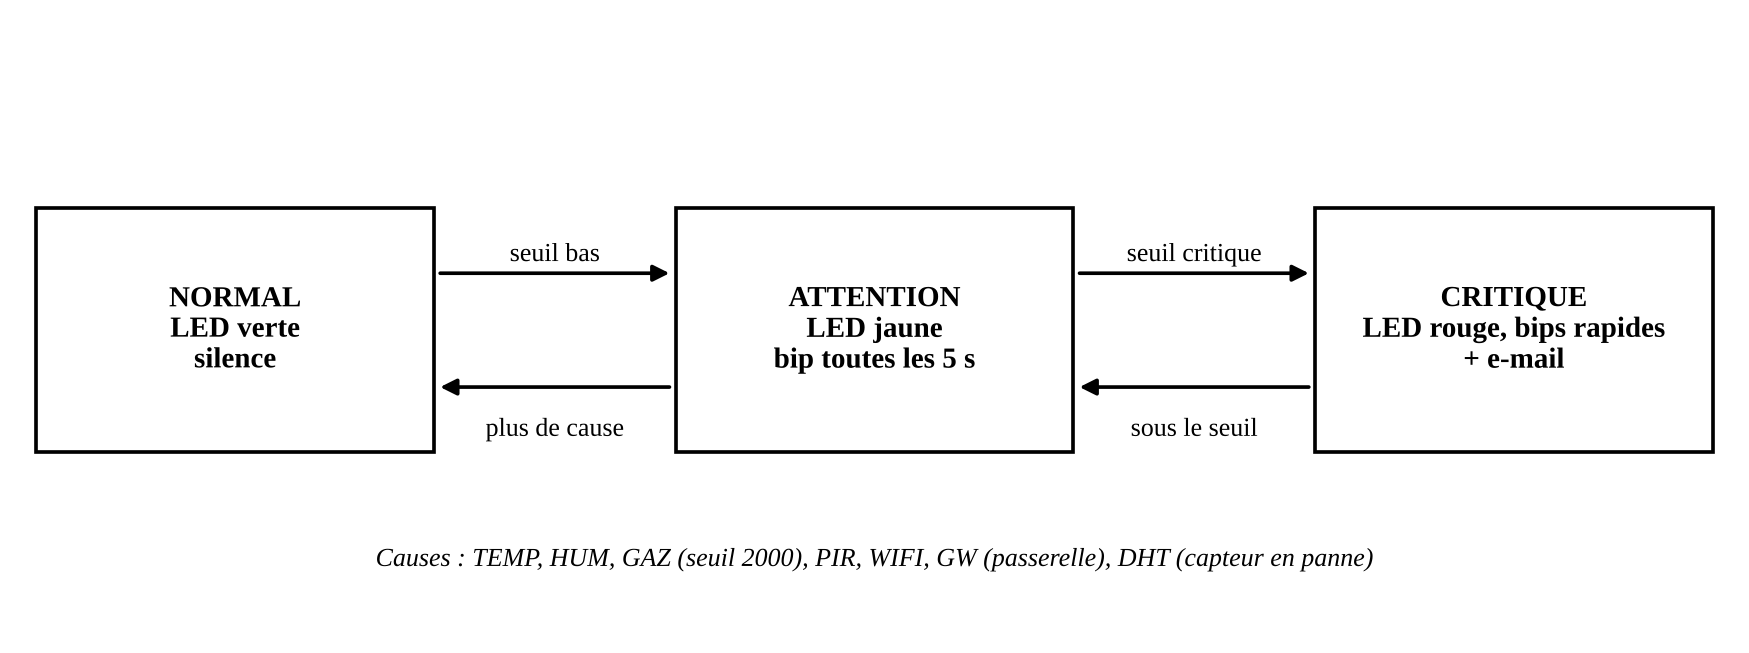 NORMAL
LED verte
silence
seuil bas
plus de cause
ATTENTION
LED jaune
bip toutes les 5 s
seuil critique
sous le seuil
CRITIQUE
LED rouge, bips rapides
+ e-mail
Causes : TEMP, HUM, GAZ (seuil 2000), PIR, WIFI, GW (passerelle), DHT (capteur en panne)